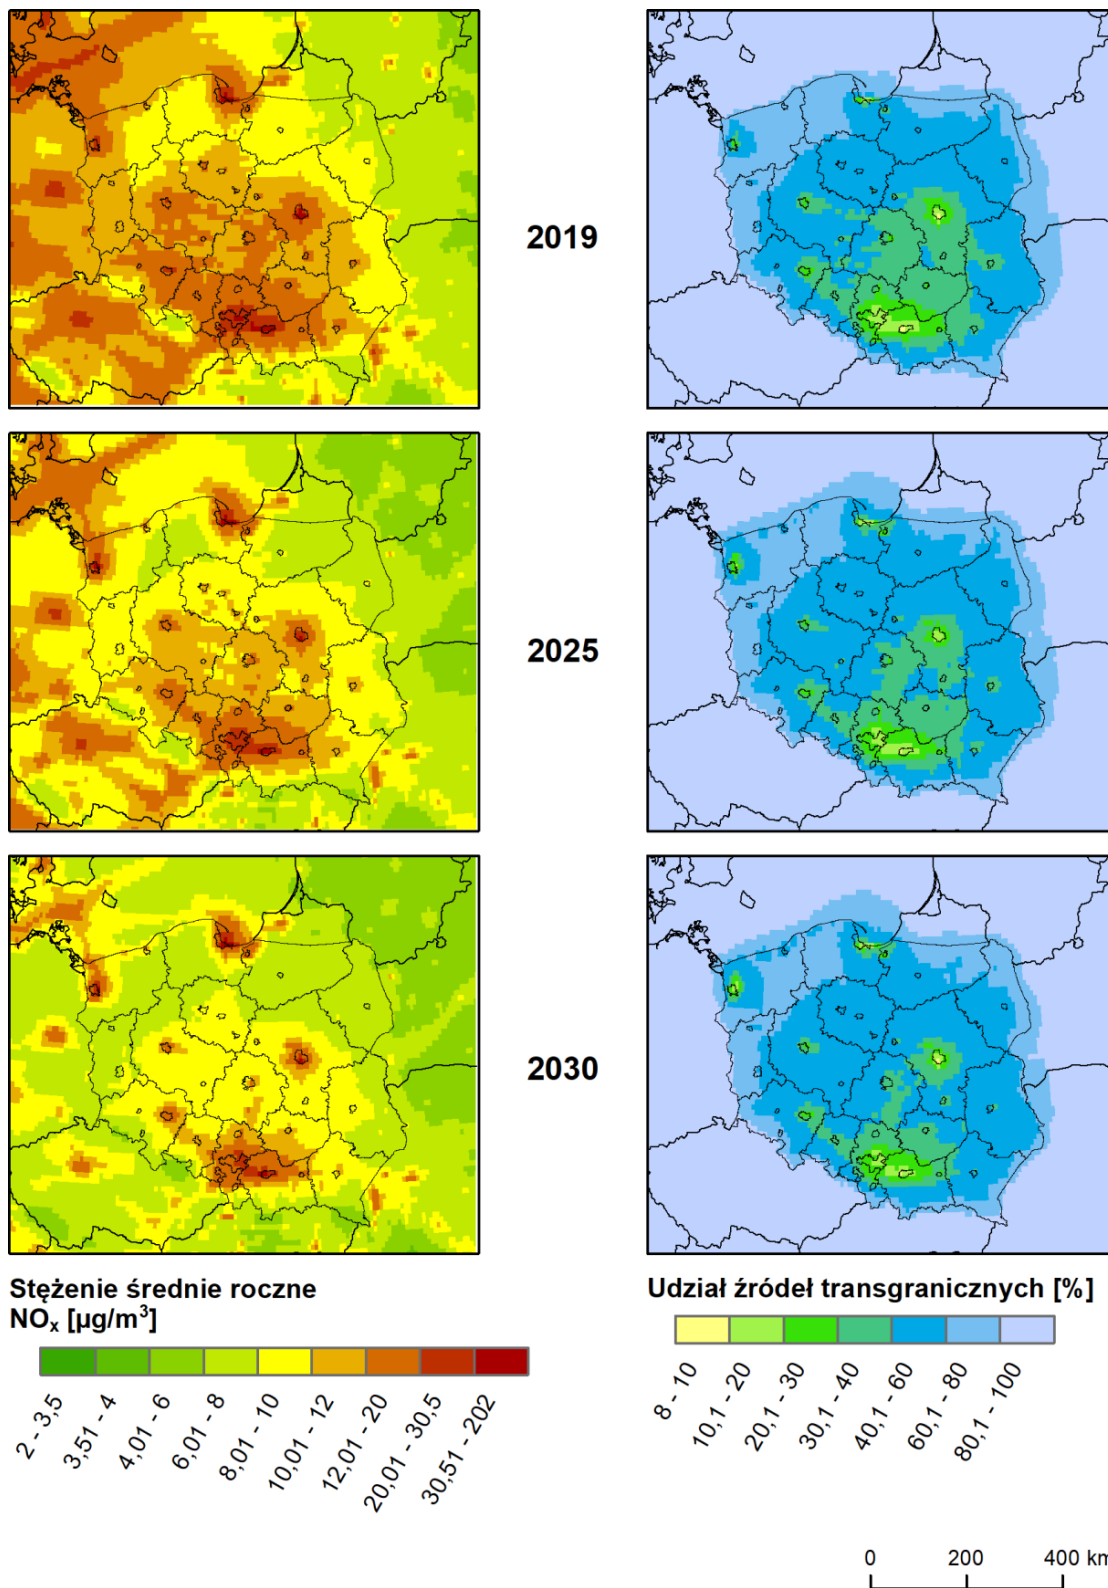 2019
2025
2030
Stężenie średnie roczne
NOₓ [µg/m³]
2 - 3,5
3,51 - 4
4,01 - 6
6,01 - 8
8,01 - 10
10,01 - 12
12,01 - 20
20,01 - 30,5
30,51 - 202
Udział źródeł transgranicznych [%]
8 - 10
10,1 - 20
20,1 - 30
30,1 - 40
40,1 - 60
60,1 - 80
80,1 - 100
0 200 400 km